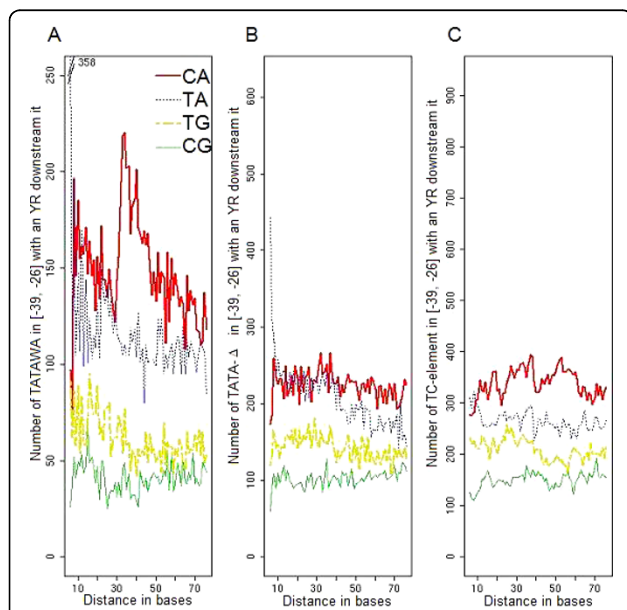 A
B
C
358
CA
TA
TG
CG
Number of TATAWA in [-39, -26] with an YR downstream it
0
50
100
150
200
250
10
30
50
70
Distance in bases
Number of TATA-Δ in [-39, -26] with an YR downstream it
0
100
200
300
400
500
600
10
30
50
70
Distance in bases
Number of TC-element in [-39, -26] with an YR downstream it
0
100
200
300
400
500
600
700
800
900
10
30
50
70
Distance in bases